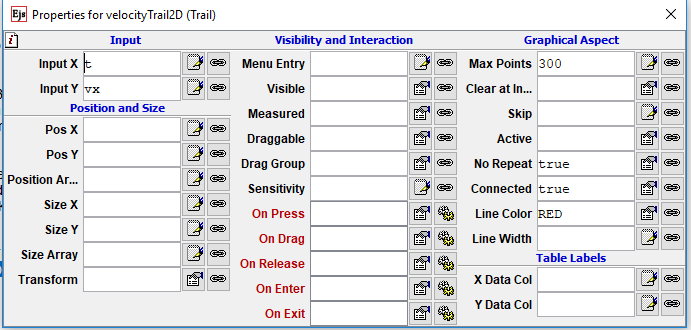 Ejs Properties for velocityTrail2D (Trail)
i Input Visibility and Interaction Graphical Aspect
Input X t Menu Entry Max Points 300
Input Y vx Visible Clear at In...
Position and Size Measured Skip
Pos X Draggable Active
Pos Y Drag Group No Repeat true
Position Ar... Sensitivity Connected true
Size X On Press Line Color RED
Size Y On Drag Line Width
Size Array On Release Table Labels
Transform On Enter X Data Col
On Exit Y Data Col